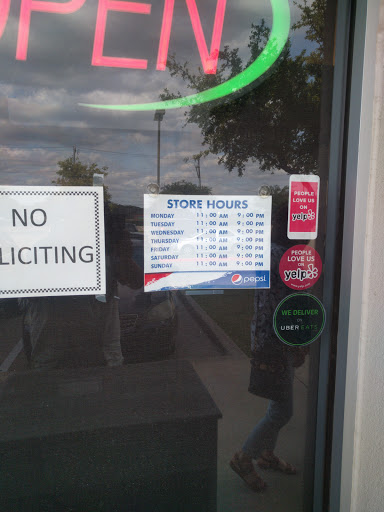 OPEN
NO
LICITING
STORE HOURS
MONDAY 11:00 AM 9:00 PM
TUESDAY 11:00 AM 9:00 PM
WEDNESDAY 11:00 AM 9:00 PM
THURSDAY 11:00 AM 9:00 PM
FRIDAY 11:00 AM 9:00 PM
SATURDAY 11:00 AM 9:00 PM
SUNDAY 11:00 AM 9:00 PM
pepsi
PEOPLE
LOVE US
ON
yelp
PEOPLE
LOVE US
ON
yelp
WE DELIVER
ON
UBER EATS